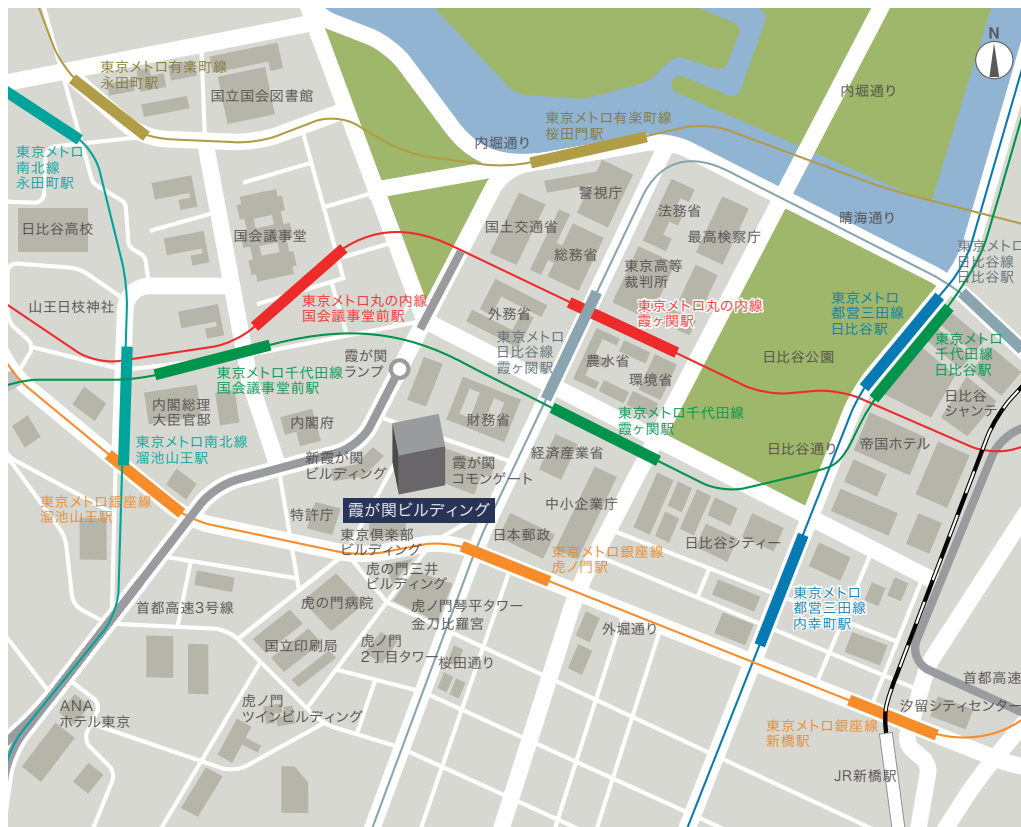 N
東京メトロ有楽町線
永田町駅
国立国会図書館
内堀通り
東京メトロ有楽町線
桜田門駅
内堀通り
東京メトロ
南北線
永田町駅
警視庁
法務省
国土交通省
晴海通り
日比谷高校
国会議事堂
最高検察庁
総務省
東京メトロ
日比谷線
日比谷駅
東京高等
裁判所
山王日枝神社
東京メトロ丸の内線
国会議事堂前駅
外務省
東京メトロ丸の内線
霞ヶ関駅
東京メトロ
都営三田線
日比谷駅
東京メトロ
日比谷線
霞ヶ関駅
東京メトロ
千代田線
日比谷駅
霞が関
ランプ
農水省
日比谷公園
環境省
東京メトロ千代田線
国会議事堂前駅
日比谷
シャンテ
内閣総理
大臣官邸
内閣府
財務省
東京メトロ千代田線
霞ヶ関駅
東京メトロ南北線
溜池山王駅
日比谷通り
帝国ホテル
新霞が関
ビルディング
霞が関
コモンゲート
経済産業省
東京メトロ銀座線
溜池山王駅
霞が関ビルディング
中小企業庁
特許庁
東京倶楽部
ビルディング
日本郵政
日比谷シティー
東京メトロ銀座線
虎ノ門駅
虎の門三井
ビルディング
首都高速3号線
虎の門病院
虎ノ門琴平タワー
金刀比羅宮
東京メトロ
都営三田線
内幸町駅
外堀通り
国立印刷局
虎ノ門
2丁目タワー
桜田通り
首都高速
ANA
ホテル東京
虎ノ門
ツインビルディング
汐留シティセンター
東京メトロ銀座線
新橋駅
JR新橋駅